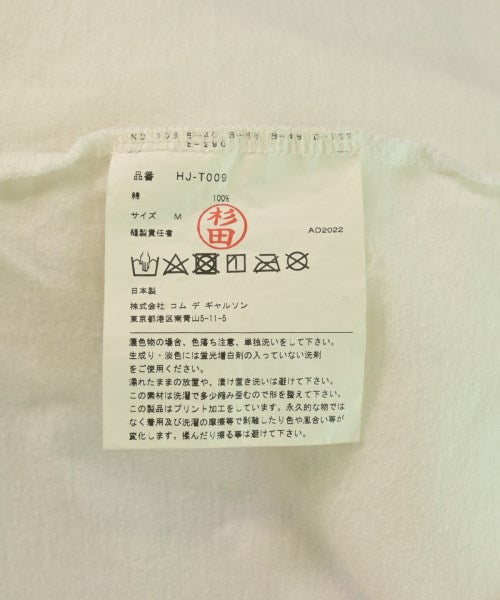 品番 HJ-T009
綿 100%
サイズ M
杉田
縫製責任者 AD2022
日本製
株式会社 コム デ ギャルソン
東京都港区南青山5-11-5
濃色物の場合、色落ち注意、単独洗いをして下さい。
生成り・淡色には蛍光増白剤の入っていない洗剤
をご使用ください。
濡れたままの放置や、漬け置き洗いは避けて下さい。
この素材は洗濯で多少縮み歪むので形を整えて下さい。
この製品はプリント加工をしています。永久的な物では
なく着用及び洗濯の摩擦等で剥離したり色や風合い等が
変化します。揉んだり擦る事は避けて下さい。